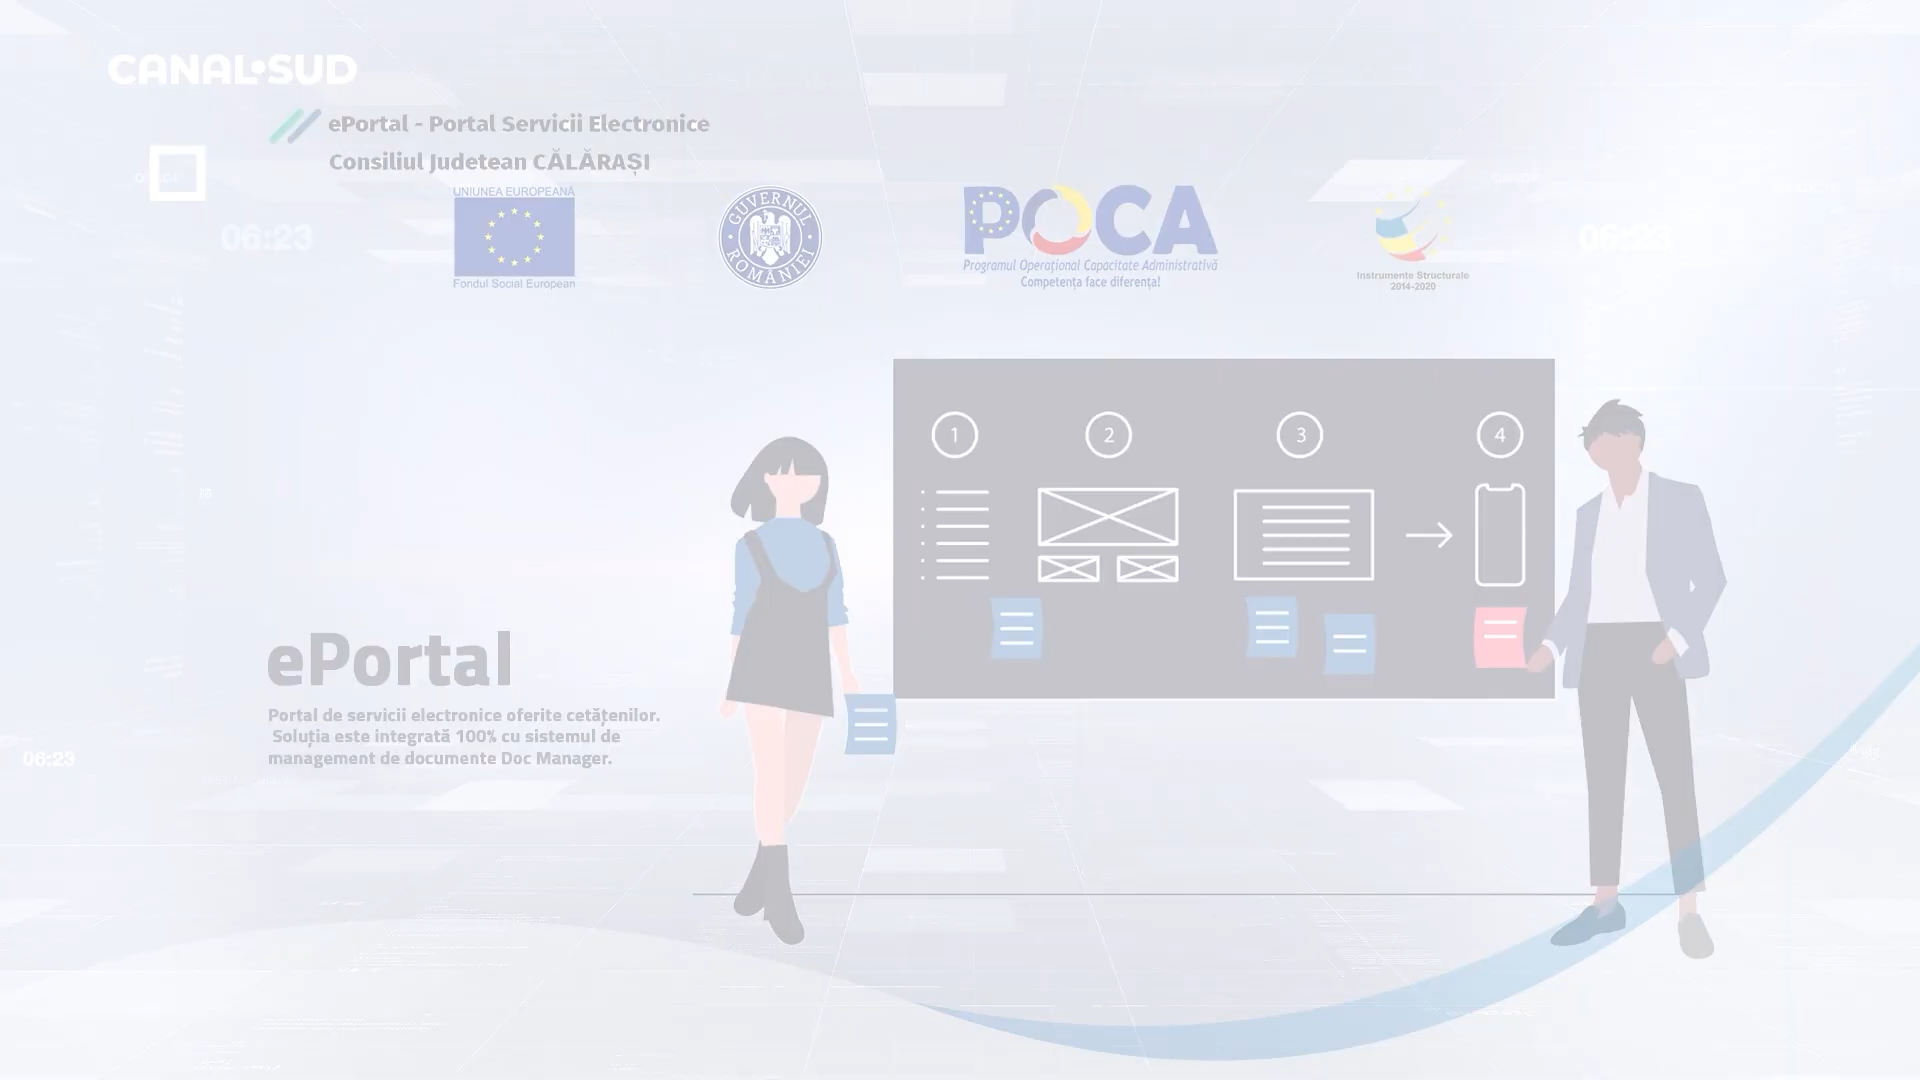 CANAL•SUD
ePortal - Portal Servicii Electronice
Consiliul Judetean CĂLĂRAȘI
UNIUNEA EUROPEANĂ
Fondul Social European
GUVERNUL ROMÂNIEI
POCA
Programul Operațional Capacitate Administrativă
Competența face diferența!
Instrumente Structurale
2014-2020
06:23
06:23
1
2
3
4
ePortal
Portal de servicii electronice oferite cetățenilor.
Soluția este integrată 100% cu sistemul de
management de documente Doc Manager.
06:23